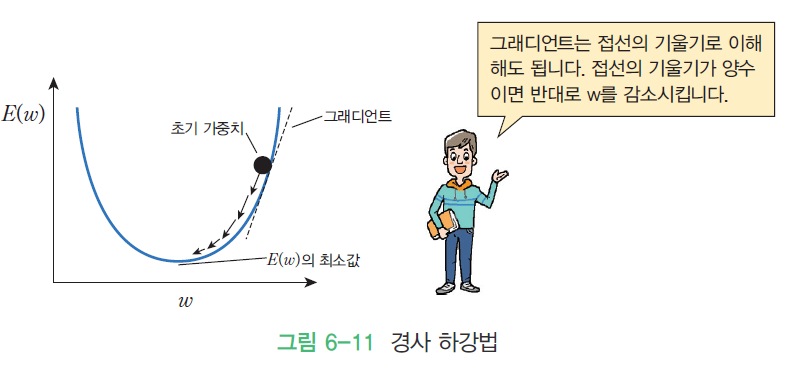 그래디언트는 접선의 기울기로 이해
해도 됩니다. 접선의 기울기가 양수
이면 반대로 w를 감소시킵니다.
E(w)
초기 가중치
그래디언트
E(w)의 최소값
w
그림 6-11 경사 하강법